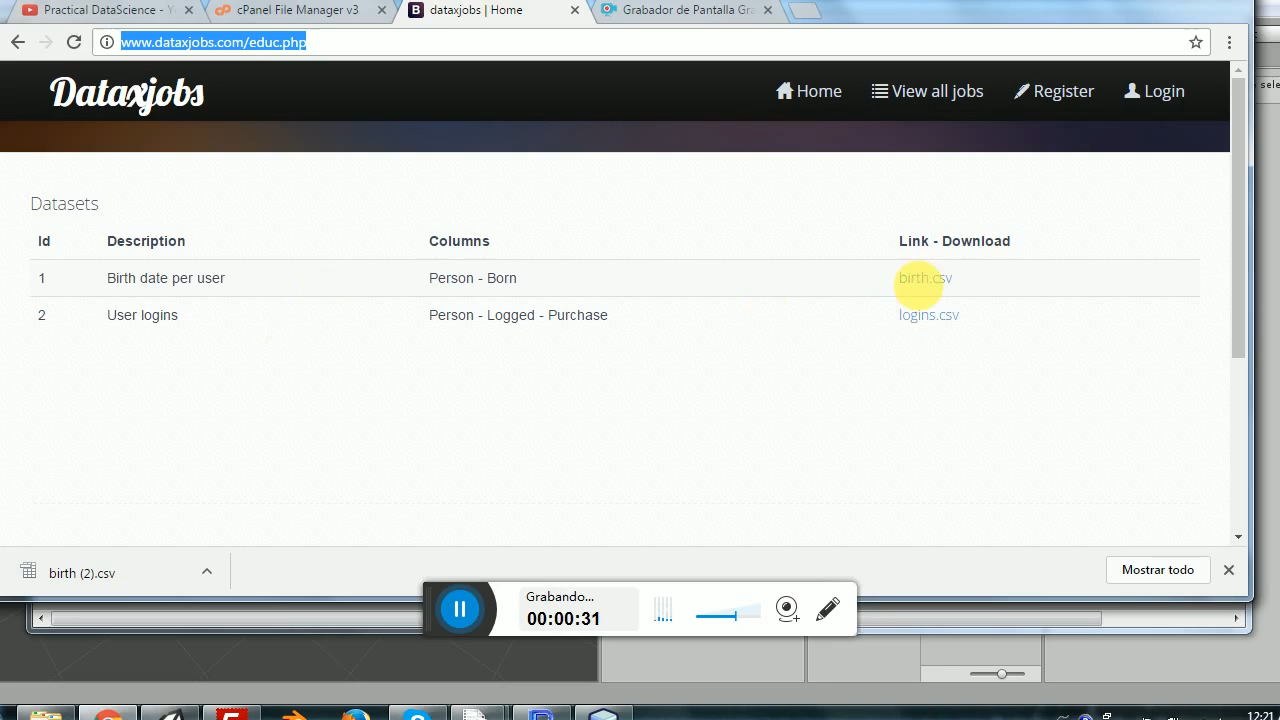 Practical DataScience - Y
cPanel File Manager v3
dataxjobs | Home
Grabador de Pantalla Gra
www.dataxjobs.com/educ.php
Dataxjobs
Home
View all jobs
Register
Login
Datasets
Id Description Columns Link - Download
1 Birth date per user Person - Born birth.csv
2 User logins Person - Logged - Purchase logins.csv
birth (2).csv
Mostrar todo
Grabando...
00:00:31
12:21